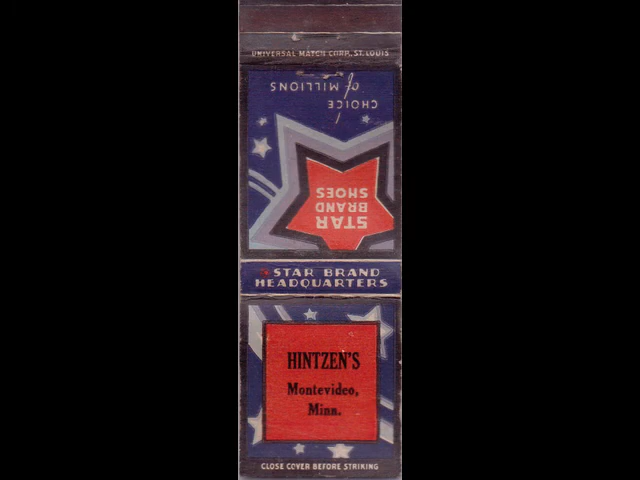 UNIVERSAL MATCH CORP., ST. LOUIS
STAR
BRAND
SHOES
CHOICE
of MILLIONS
STAR BRAND
HEADQUARTERS
HINTZEN'S
Montevideo,
Minn.
CLOSE COVER BEFORE STRIKING